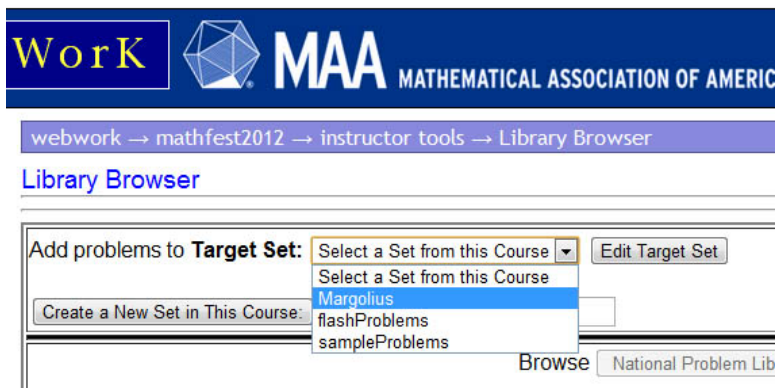 WorK
MAA MATHEMATICAL ASSOCIATION OF AMERIC
webwork → mathfest2012 → instructor tools → Library Browser
Library Browser
Add problems to Target Set: Select a Set from this Course Edit Target Set
Select a Set from this Course
Margolius
Create a New Set in This Course:
flashProblems
sampleProblems
Browse National Problem Lib